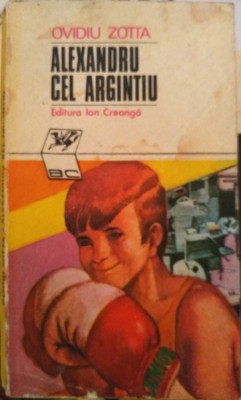 OVIDIU ZOTTA
ALEXANDRU
CEL ARGINTIU
Editura Ion Creangă
BC